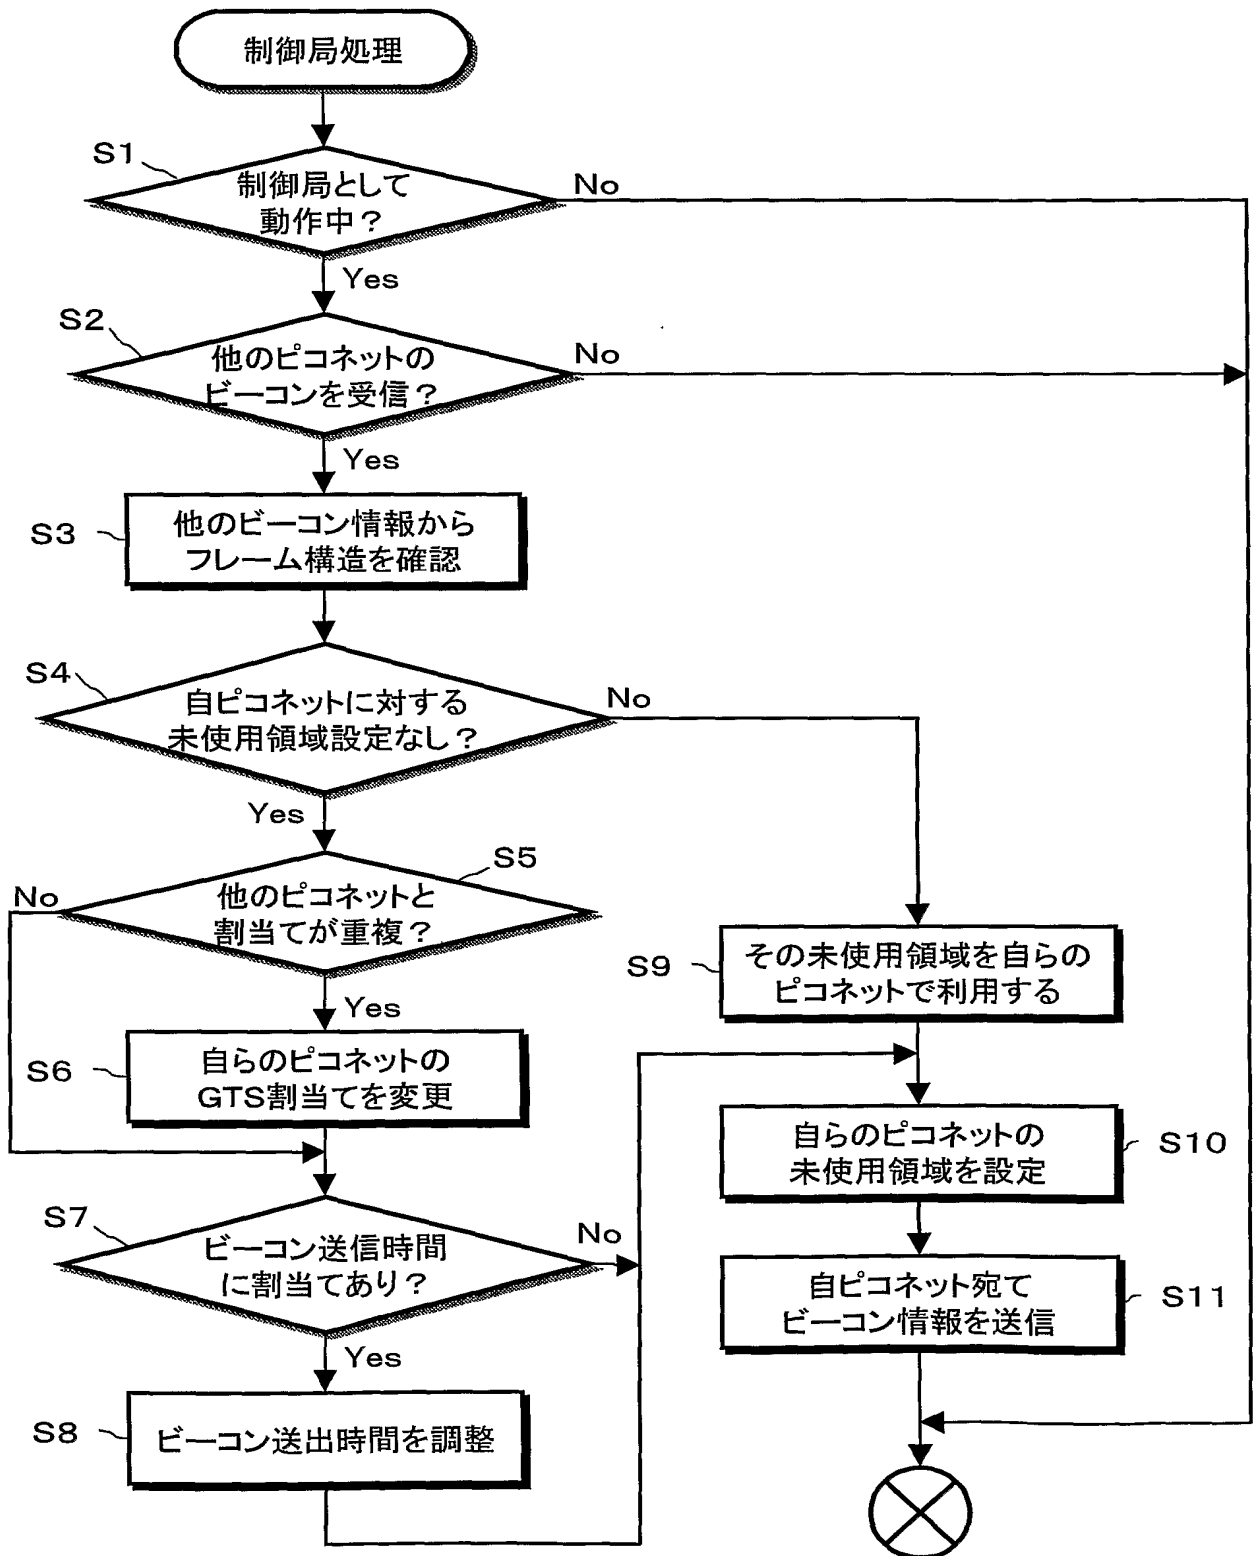 制御局処理
S1
制御局として
動作中？
No
Yes
S2
他のピコネットの
ビーコンを受信？
No
Yes
S3
他のビーコン情報から
フレーム構造を確認
S4
自ピコネットに対する
未使用領域設定なし？
No
Yes
S5
他のピコネットと
割当てが重複？
No
Yes
S6
自らのピコネットの
GTS割当てを変更
S7
ビーコン送信時間
に割当てあり？
No
Yes
S8
ビーコン送出時間を調整
S9
その未使用領域を自らの
ピコネットで利用する
自らのピコネットの
未使用領域を設定
S10
自ピコネット宛て
ビーコン情報を送信
S11